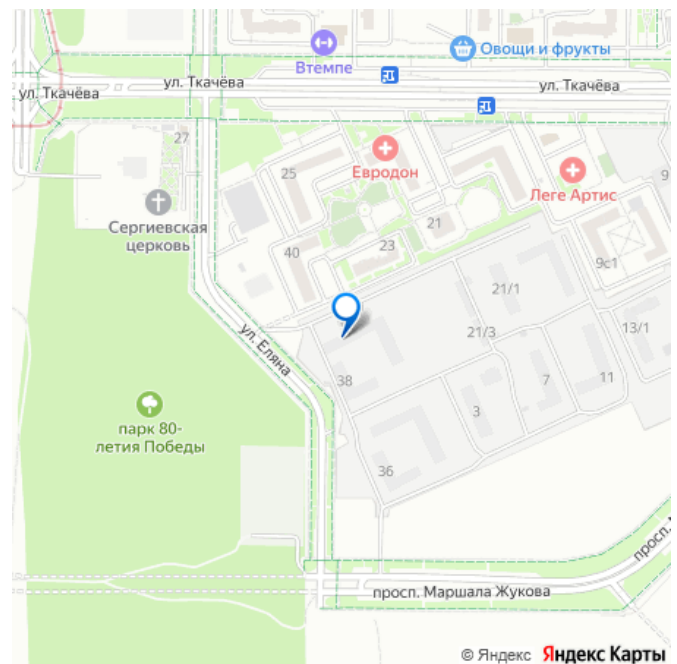 Втемпе
Овощи и фрукты
ул. Ткачёва
ул. Ткачёва
ул. Ткачёва
27
25
Евродон
Леге Артис
9
Сергиевская
церковь
21
40
23
9с1
21/1
ул. Еляна
21/3
13/1
38
7
11
парк 80-
летия Победы
3
36
просп. Маршала Жукова
просп.
© Яндекс Яндекс Карты